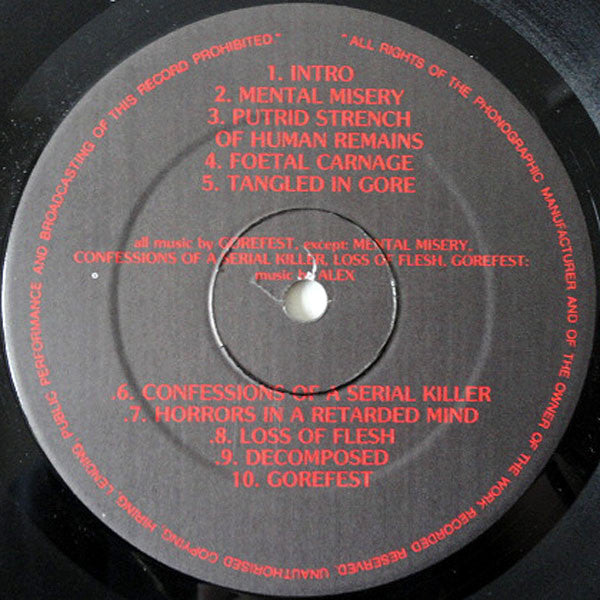 "ALL RIGHTS OF THE PHONOGRAPHIC MANUFACTURER AND OF THE OWNER OF THE WORK RECORDED RESERVED. UNAUTHORISED COPYING, HIRING, LENDING, PUBLIC PERFORMANCE AND BROADCASTING OF THIS RECORD PROHIBITED"
1. INTRO
2. MENTAL MISERY
3. PUTRID STRENCH
OF HUMAN REMAINS
4. FOETAL CARNAGE
5. TANGLED IN GORE
all music by GOREFEST, except: MENTAL MISERY,
CONFESSIONS OF A SERIAL KILLER, LOSS OF FLESH, GOREFEST:
music by ALEX
.6. CONFESSIONS OF A SERIAL KILLER
.7. HORRORS IN A RETARDED MIND
.8. LOSS OF FLESH
.9. DECOMPOSED
10. GOREFEST